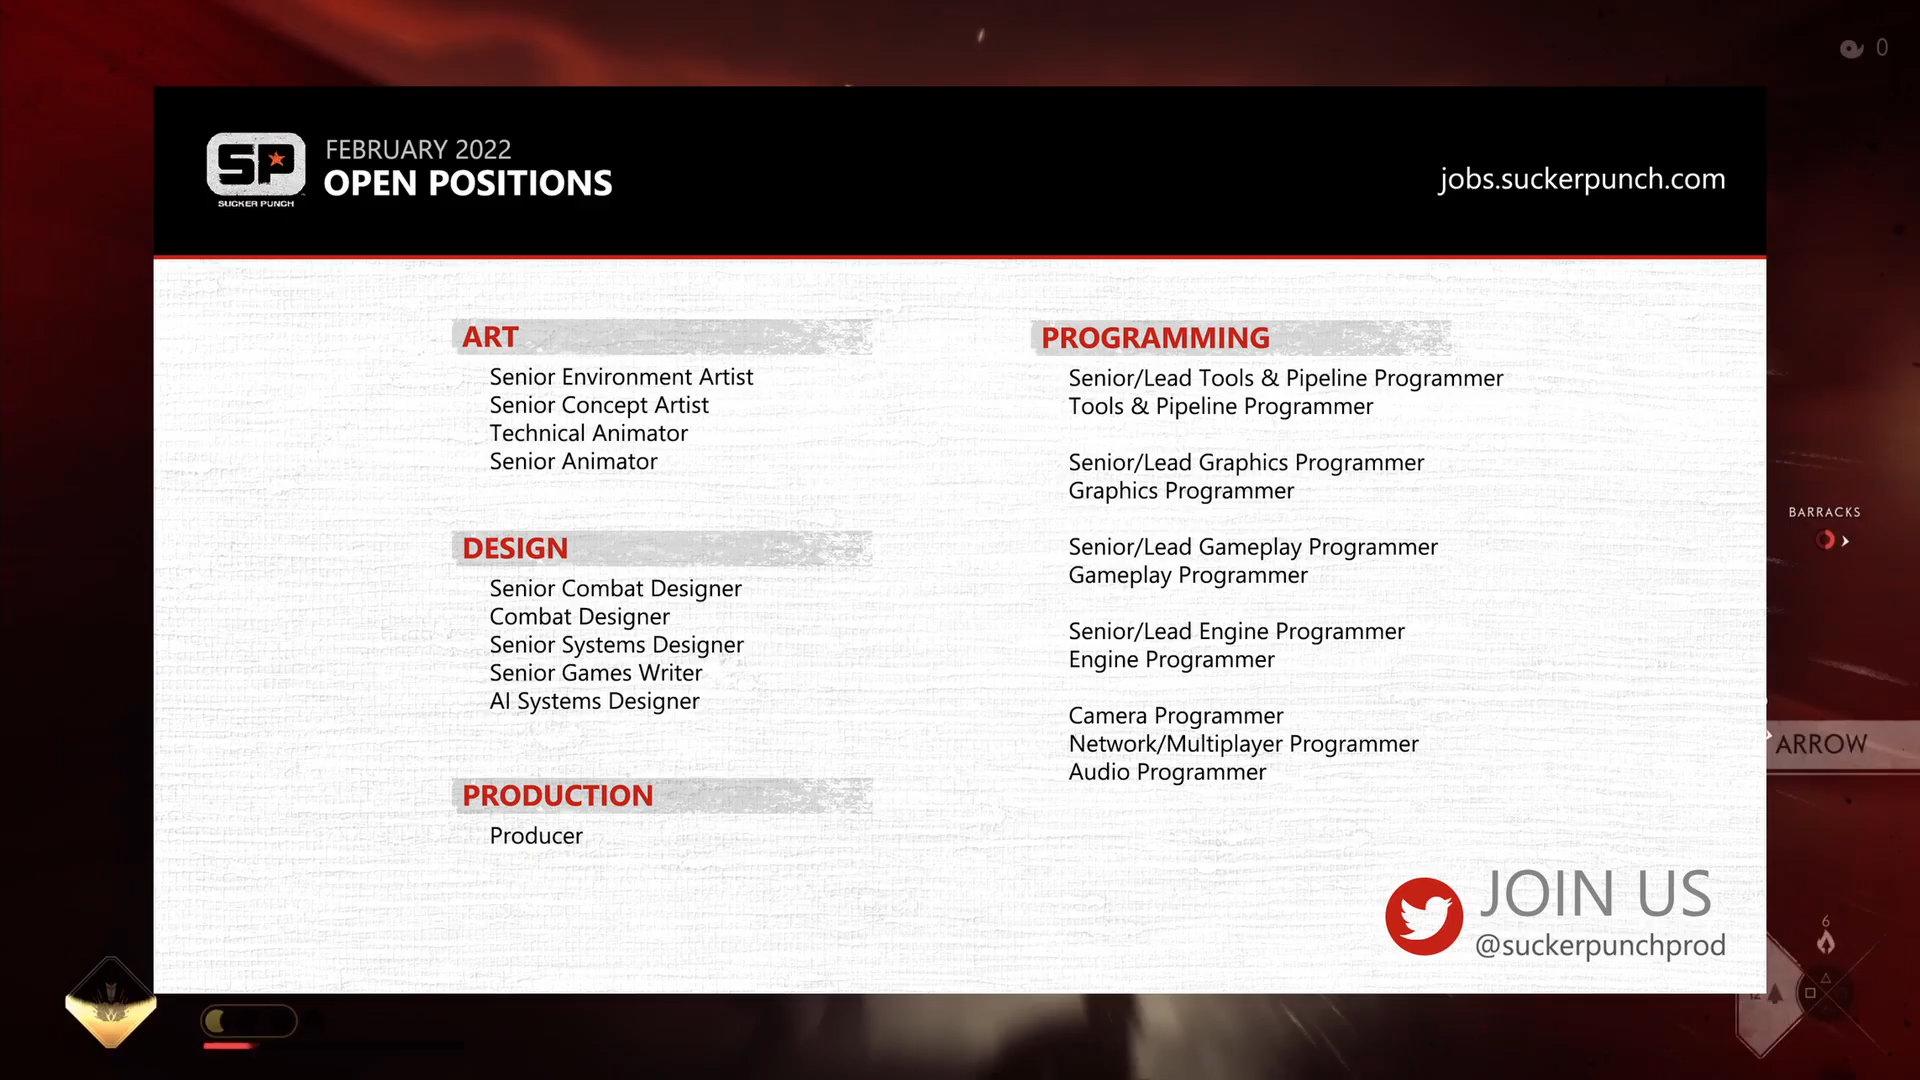 0
SP
SUCKER PUNCH
FEBRUARY 2022
OPEN POSITIONS
jobs.suckerpunch.com
ART
Senior Environment Artist
Senior Concept Artist
Technical Animator
Senior Animator
DESIGN
Senior Combat Designer
Combat Designer
Senior Systems Designer
Senior Games Writer
AI Systems Designer
PRODUCTION
Producer
PROGRAMMING
Senior/Lead Tools & Pipeline Programmer
Tools & Pipeline Programmer
Senior/Lead Graphics Programmer
Graphics Programmer
Senior/Lead Gameplay Programmer
Gameplay Programmer
Senior/Lead Engine Programmer
Engine Programmer
Camera Programmer
Network/Multiplayer Programmer
Audio Programmer
JOIN US
@suckerpunchprod
BARRACKS
ARROW
6
12